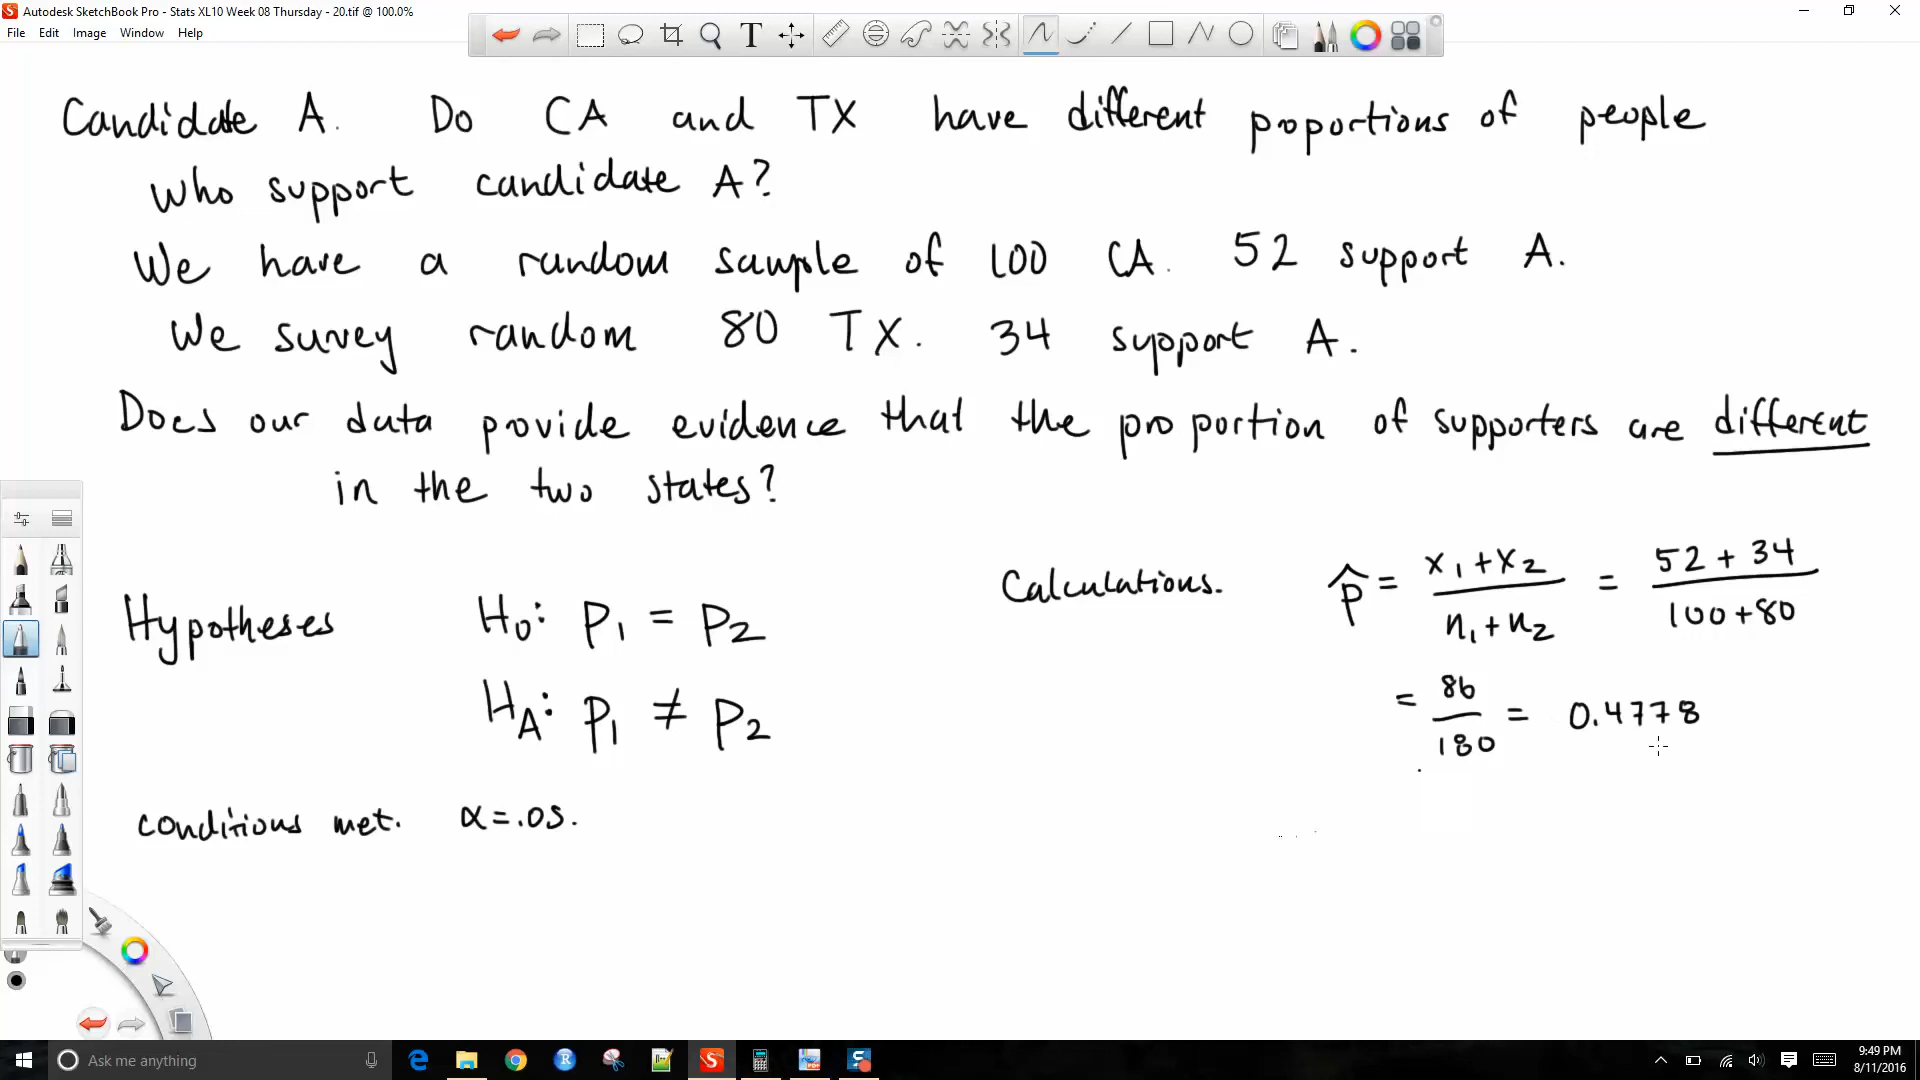 Autodesk SketchBook Pro - Stats XL10 Week 08 Thursday - 20.tif @ 100.0%
File Edit Image Window Help
Candidate A. Do CA and TX have different proportions of people
who support candidate A?
We have a random sample of 100 CA. 52 support A.
We survey random 80 TX. 34 support A.
Does our data provide evidence that the proportion of supporters are different
in the two states?
Hypotheses H₀: p₁ = p₂
H_A: p₁ ≠ p₂
conditions met. α=.05.
Calculations. p̂ = (x₁+x₂)/(n₁+n₂) = (52+34)/(100+80)
= 86/180 = 0.4778
Ask me anything
9:49 PM
8/11/2016